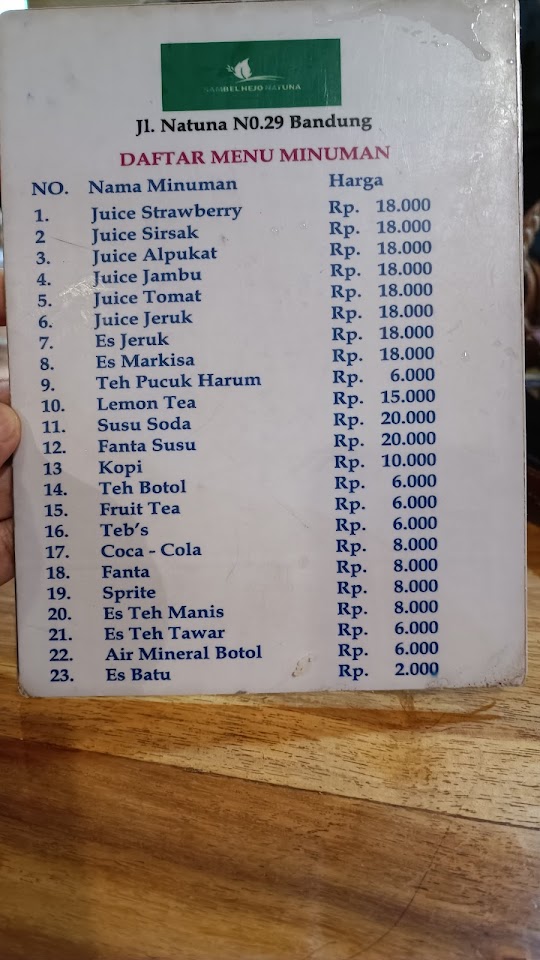 SAMBEL HEJO NATUNA
Jl. Natuna N0.29 Bandung
DAFTAR MENU MINUMAN
NO. Nama Minuman Harga
1. Juice Strawberry Rp. 18.000
2 Juice Sirsak Rp. 18.000
3. Juice Alpukat Rp. 18.000
4. Juice Jambu Rp. 18.000
5. Juice Tomat Rp. 18.000
6. Juice Jeruk Rp. 18.000
7. Es Jeruk Rp. 18.000
8. Es Markisa Rp. 18.000
9. Teh Pucuk Harum Rp. 6.000
10. Lemon Tea Rp. 15.000
11. Susu Soda Rp. 20.000
12. Fanta Susu Rp. 20.000
13 Kopi Rp. 10.000
14. Teh Botol Rp. 6.000
15. Fruit Tea Rp. 6.000
16. Teb's Rp. 6.000
17. Coca - Cola Rp. 8.000
18. Fanta Rp. 8.000
19. Sprite Rp. 8.000
20. Es Teh Manis Rp. 8.000
21. Es Teh Tawar Rp. 6.000
22. Air Mineral Botol Rp. 6.000
23. Es Batu Rp. 2.000